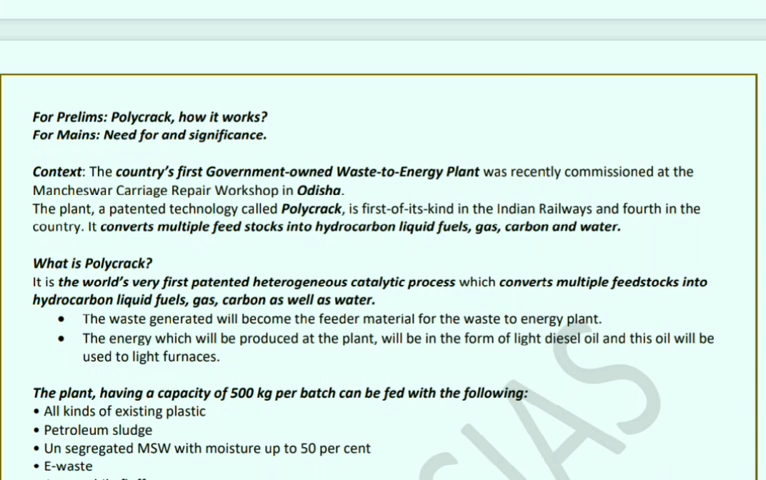 For Prelims: Polycrack, how it works?
For Mains: Need for and significance.
Context: The country's first Government-owned Waste-to-Energy Plant was recently commissioned at the
Mancheswar Carriage Repair Workshop in Odisha.
The plant, a patented technology called Polycrack, is first-of-its-kind in the Indian Railways and fourth in the
country. It converts multiple feed stocks into hydrocarbon liquid fuels, gas, carbon and water.
What is Polycrack?
It is the world's very first patented heterogeneous catalytic process which converts multiple feedstocks into
hydrocarbon liquid fuels, gas, carbon as well as water.
• The waste generated will become the feeder material for the waste to energy plant.
• The energy which will be produced at the plant, will be in the form of light diesel oil and this oil will be
used to light furnaces.
The plant, having a capacity of 500 kg per batch can be fed with the following:
• All kinds of existing plastic
• Petroleum sludge
• Un segregated MSW with moisture up to 50 per cent
• E-waste